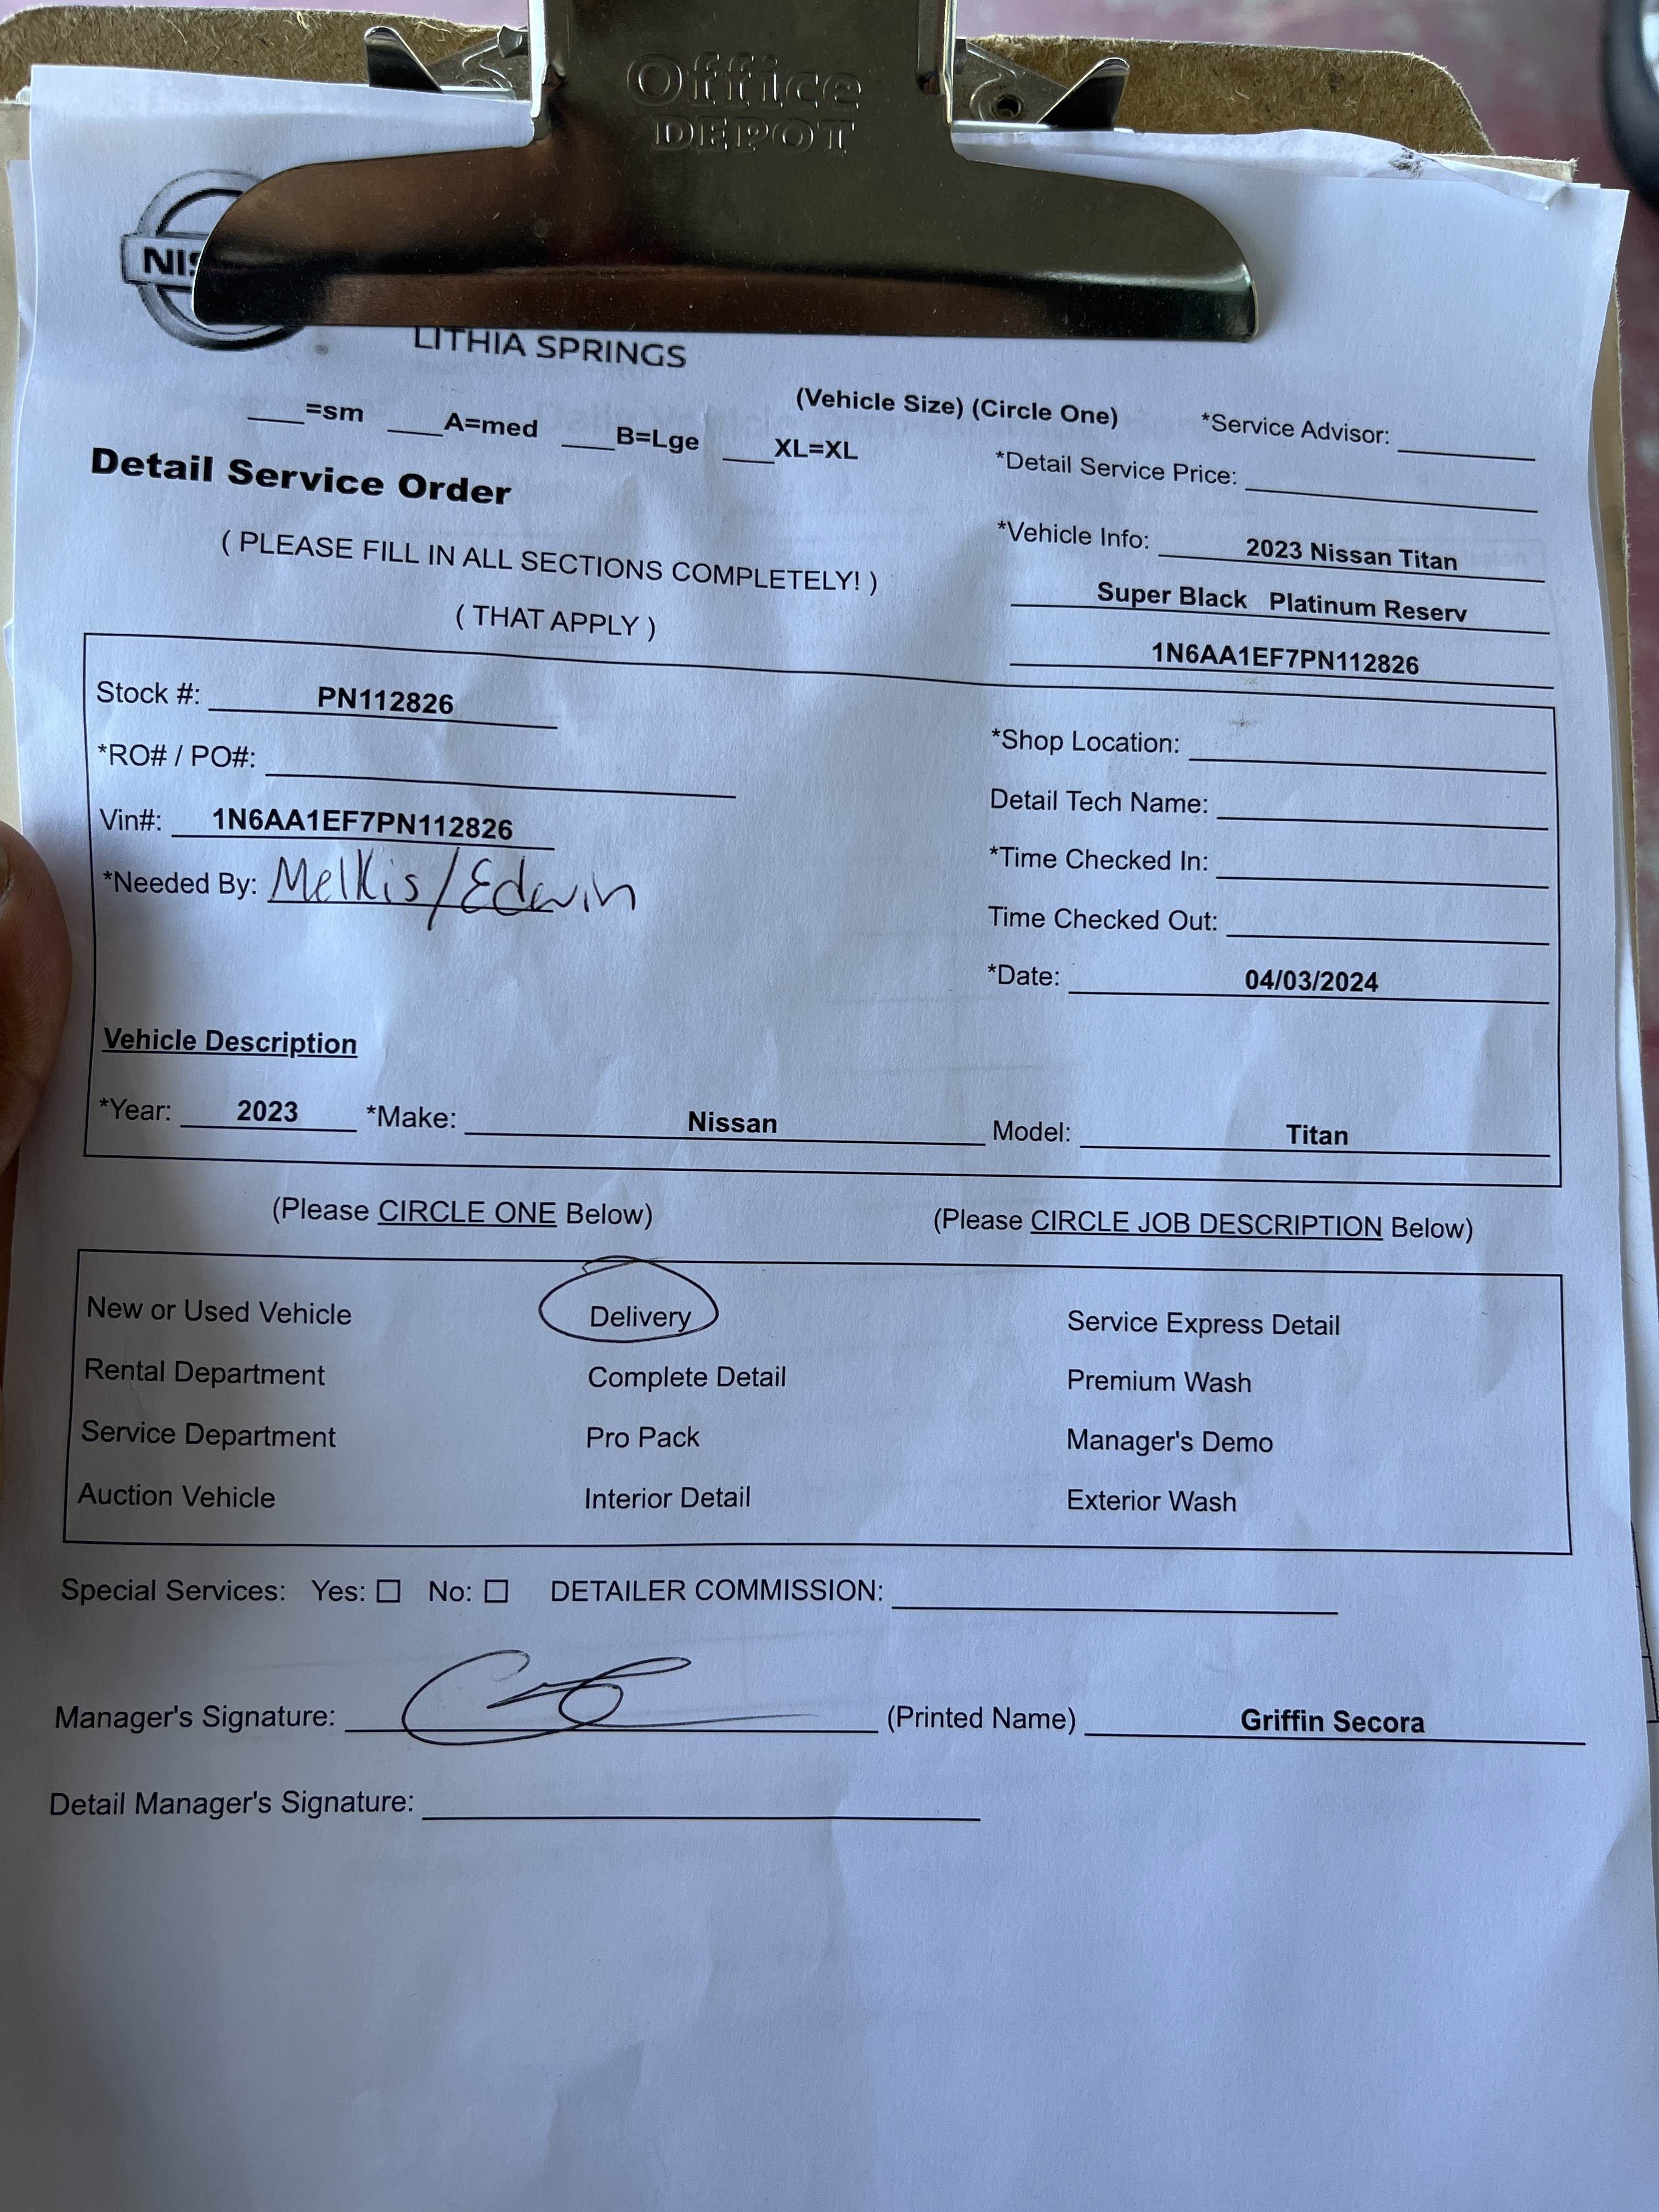 Office
DEPOT
NIS
LITHIA SPRINGS
(Vehicle Size) (Circle One)
*Service Advisor:
___=sm ___A=med ___B=Lge ___XL=XL
*Detail Service Price:
Detail Service Order
( PLEASE FILL IN ALL SECTIONS COMPLETELY! )
( THAT APPLY )
*Vehicle Info: 2023 Nissan Titan
Super Black Platinum Reserv
1N6AA1EF7PN112826
Stock #: PN112826
*RO# / PO#:
Vin#: 1N6AA1EF7PN112826
*Needed By: Melkis/Edwin
*Shop Location:
Detail Tech Name:
*Time Checked In:
Time Checked Out:
*Date: 04/03/2024
Vehicle Description
*Year: 2023 *Make: Nissan Model: Titan
(Please CIRCLE ONE Below) (Please CIRCLE JOB DESCRIPTION Below)
New or Used Vehicle Delivery Service Express Detail
Rental Department Complete Detail Premium Wash
Service Department Pro Pack Manager's Demo
Auction Vehicle Interior Detail Exterior Wash
Special Services: Yes: ☐ No: ☐ DETAILER COMMISSION:
Manager's Signature: (Printed Name) Griffin Secora
Detail Manager's Signature: